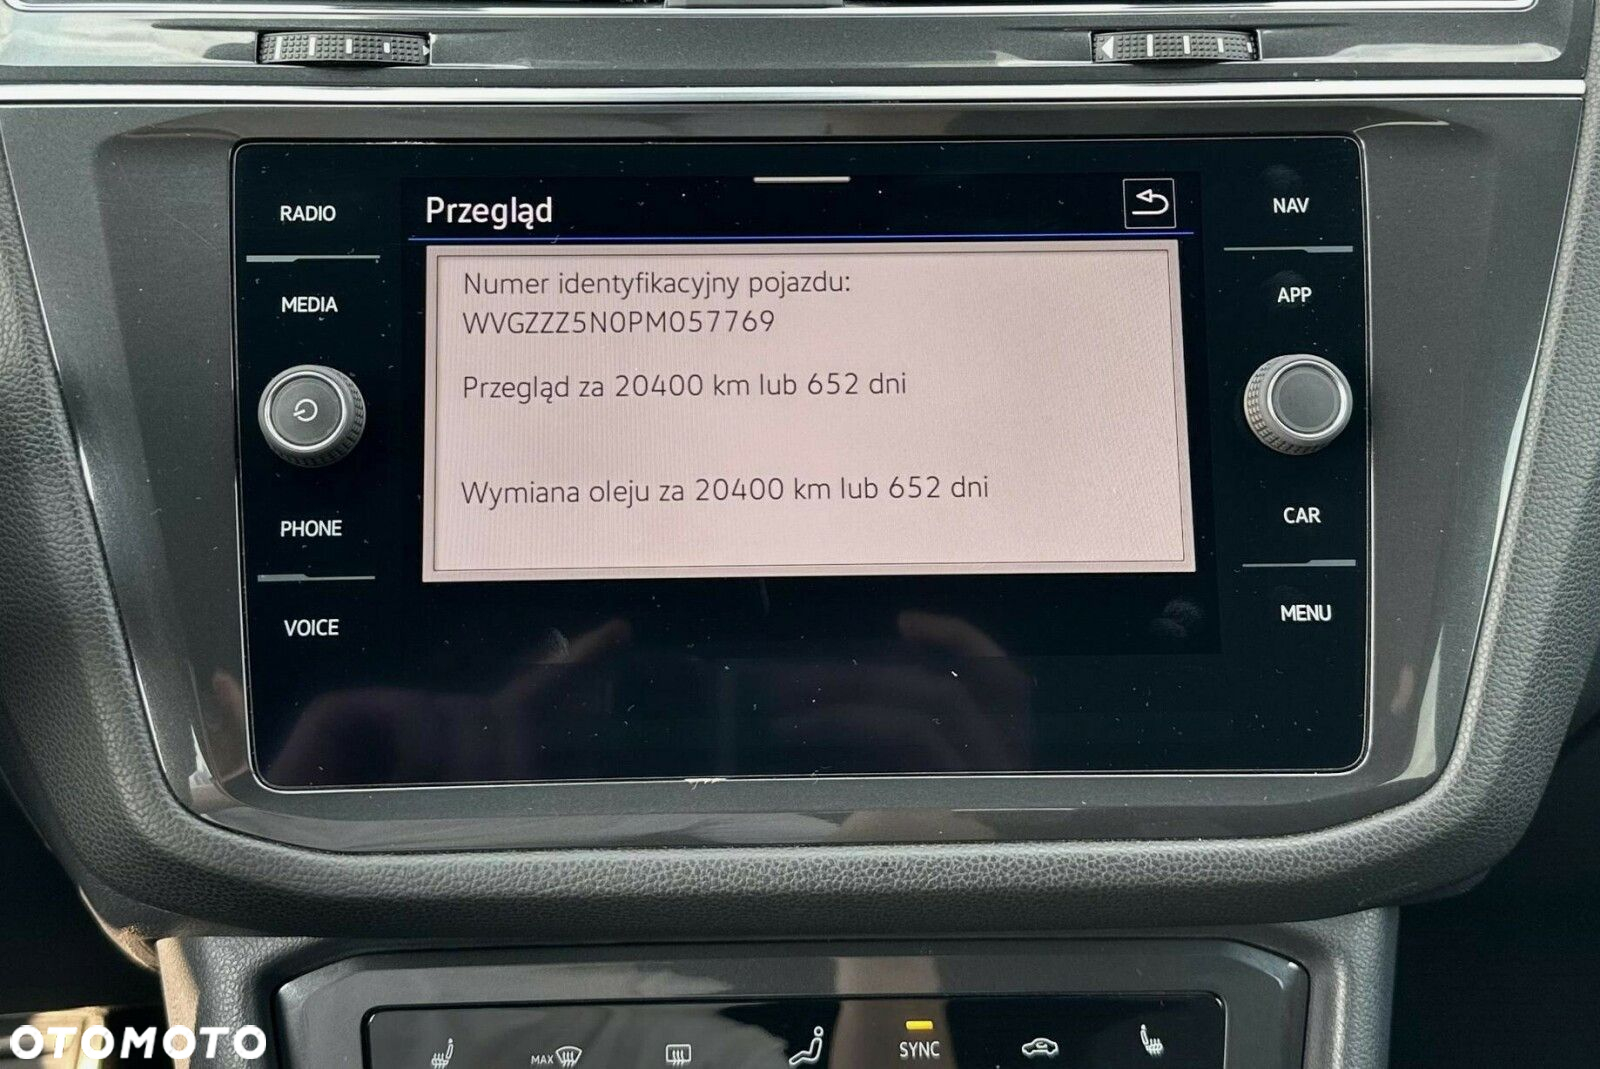 RADIO
MEDIA
PHONE
VOICE
Przegląd
Numer identyfikacyjny pojazdu:
WVGZZZ5N0PM057769
Przegląd za 20400 km lub 652 dni
Wymiana oleju za 20400 km lub 652 dni
NAV
APP
CAR
MENU
MAX
SYNC
OTOMOTO